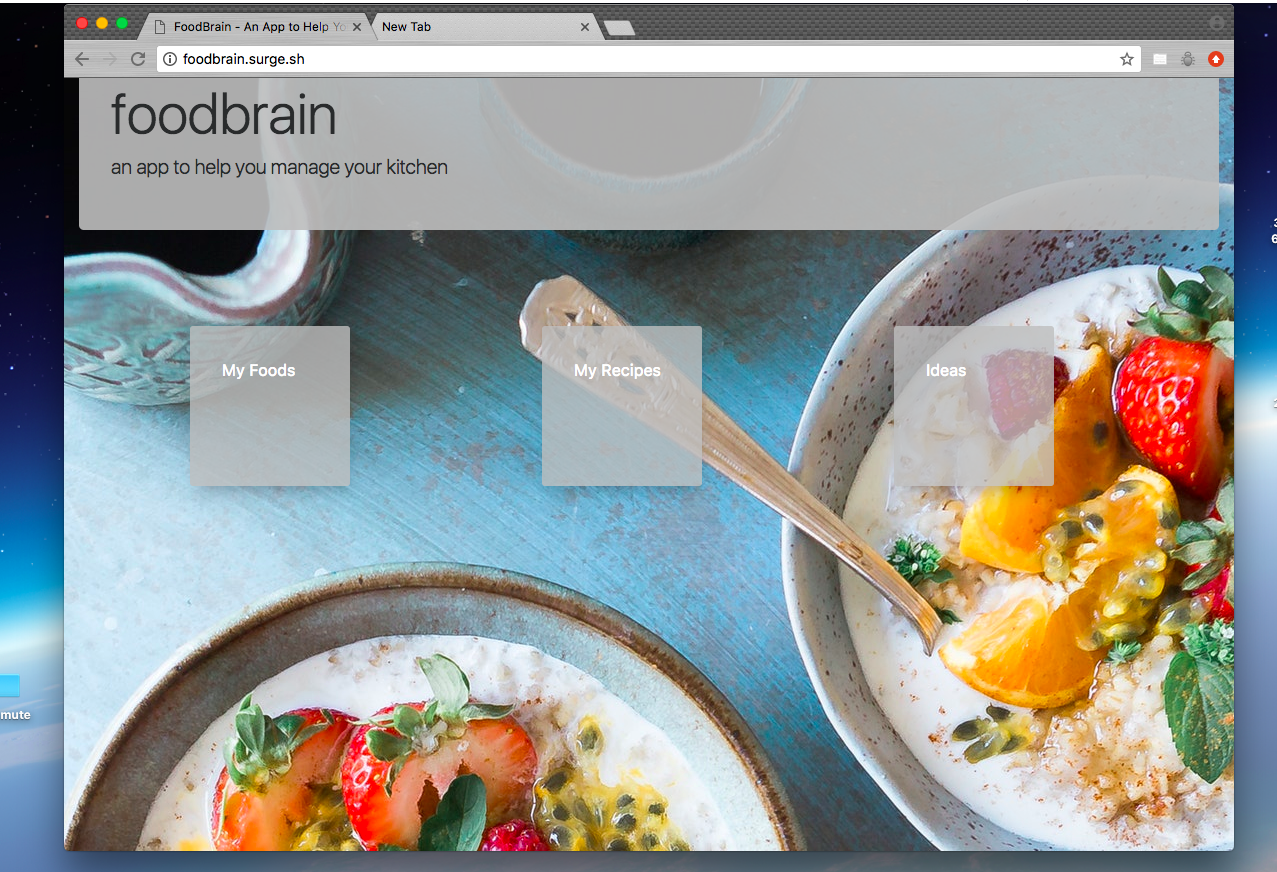 FoodBrain - An App to Help Yo
New Tab
foodbrain.surge.sh
foodbrain
an app to help you manage your kitchen
My Foods
My Recipes
Ideas
mute